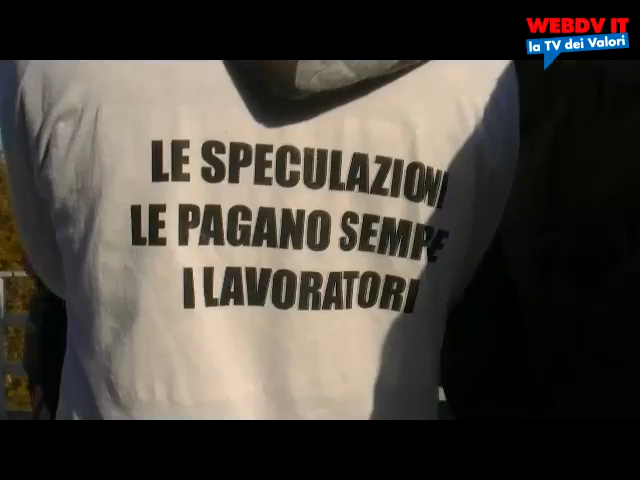 WEBDV IT
la TV dei Valori
LE SPECULAZIONI
LE PAGANO SEMPRE
I LAVORATORI